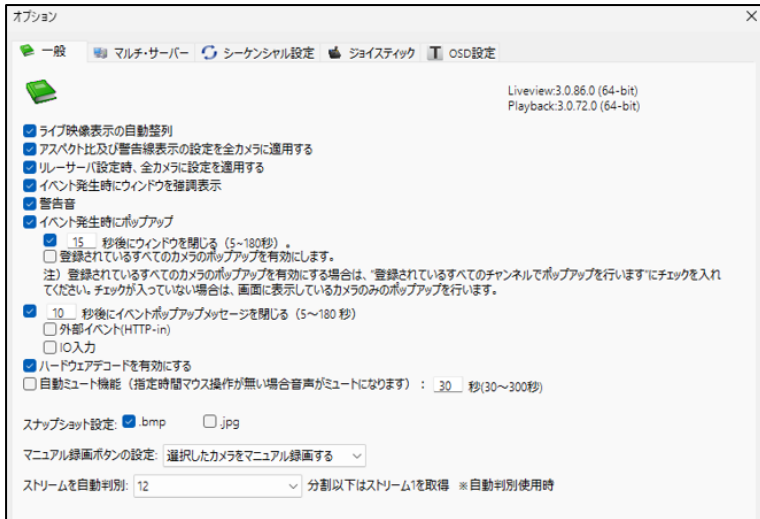 オプション
一般 マルチ・サーバー シーケンシャル設定 ジョイスティック OSD設定
Liveview:3.0.86.0 (64-bit)
Playback:3.0.72.0 (64-bit)
ライブ映像表示の自動整列
アスペクト比及び警告線表示の設定を全カメラに適用する
リレーサーバ設定時、全カメラに設定を適用する
イベント発生時にウィンドウを強調表示
警告音
イベント発生時にポップアップ
15 秒後にウィンドウを閉じる（5~180秒）。
登録されているすべてのカメラのポップアップを有効にします。
注）登録されているすべてのカメラのポップアップを有効にする場合は、"登録されているすべてのチャンネルでポップアップを行います"にチェックを入れ
てください。チェックが入っていない場合は、画面に表示しているカメラのみのポップアップを行います。
10 秒後にイベントポップアップメッセージを閉じる（5～180 秒）
外部イベント(HTTP-in)
IO入力
ハードウェアデコードを有効にする
自動ミュート機能（指定時間マウス操作が無い場合音声がミュートになります）： 30 秒(30～300秒)
スナップショット設定: .bmp .jpg
マニュアル録画ボタンの設定: 選択したカメラをマニュアル録画する
ストリームを自動判別: 12 分割以下はストリーム1を取得 ※自動判別使用時